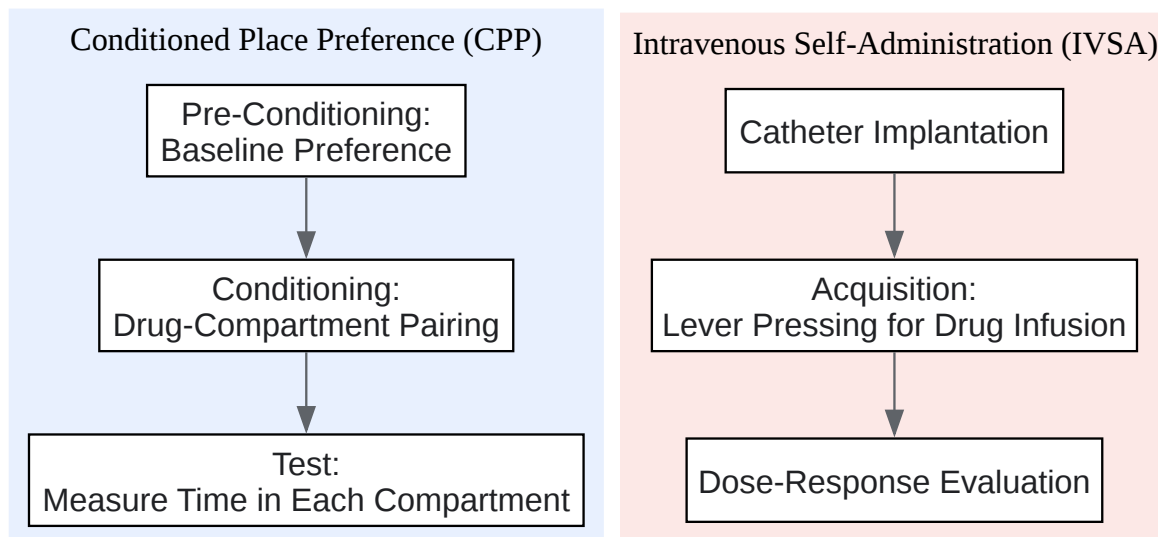 Conditioned Place Preference (CPP)
Pre-Conditioning:
Baseline Preference
Conditioning:
Drug-Compartment Pairing
Test:
Measure Time in Each Compartment
Intravenous Self-Administration (IVSA)
Catheter Implantation
Acquisition:
Lever Pressing for Drug Infusion
Dose-Response Evaluation